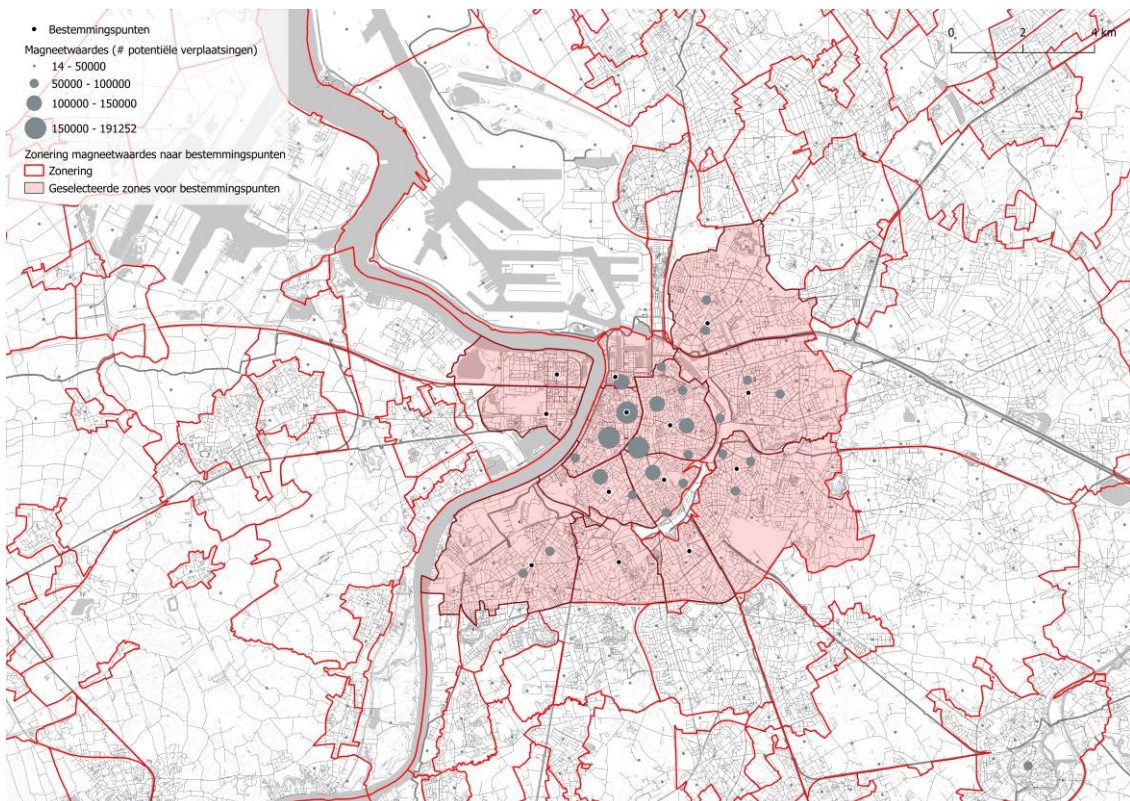 Bestemmingspunten
Magneetwaardes (# potentiële verplaatsingen)
14 - 50000
50000 - 100000
100000 - 150000
150000 - 191252
Zonering magneetwaardes naar bestemmingspunten
Zonering
Geselecteerde zones voor bestemmingspunten
0 2 4 km